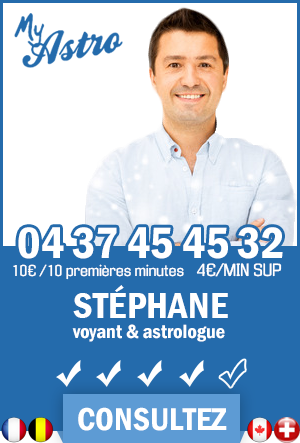 My
Astro
04 37 45 45 32
10€ /10 premières minutes 4€/MIN SUP
STÉPHANE
voyant & astrologue
CONSULTEZ